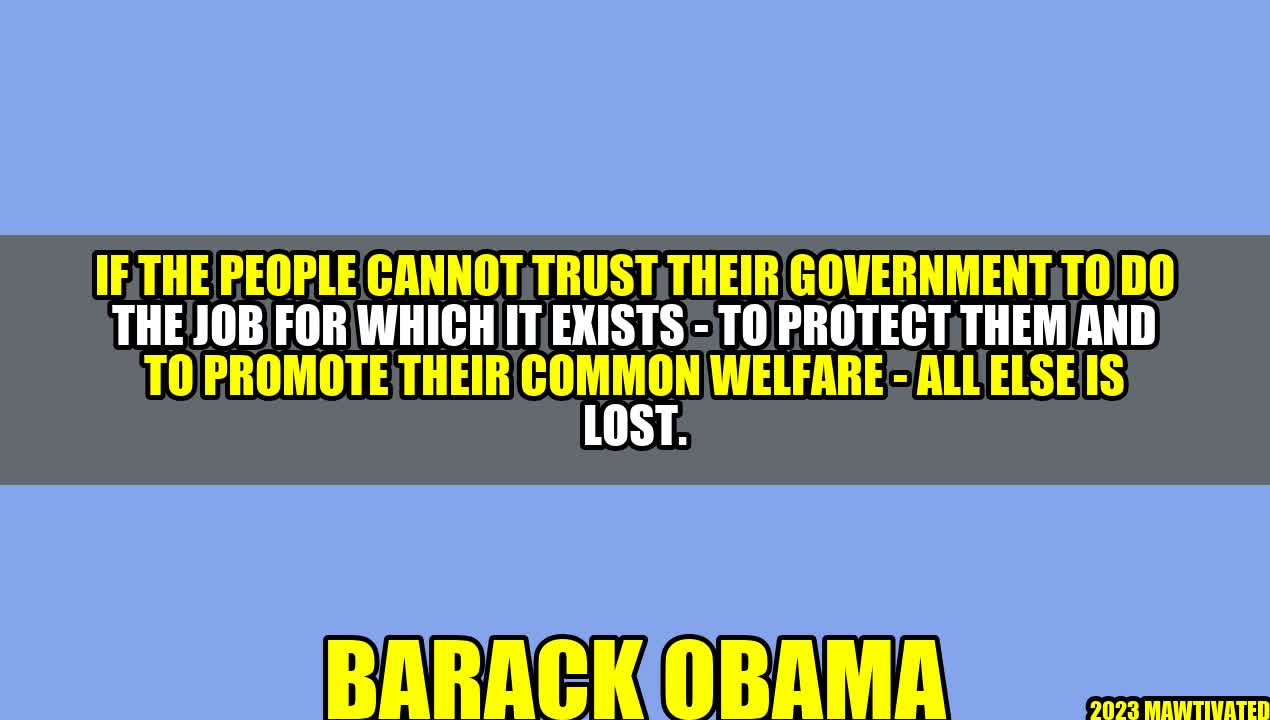 IF THE PEOPLE CANNOT TRUST THEIR GOVERNMENT TO DO
THE JOB FOR WHICH IT EXISTS - TO PROTECT THEM AND
TO PROMOTE THEIR COMMON WELFARE - ALL ELSE IS
LOST.
BARACK OBAMA
2023 MAWTIVATED